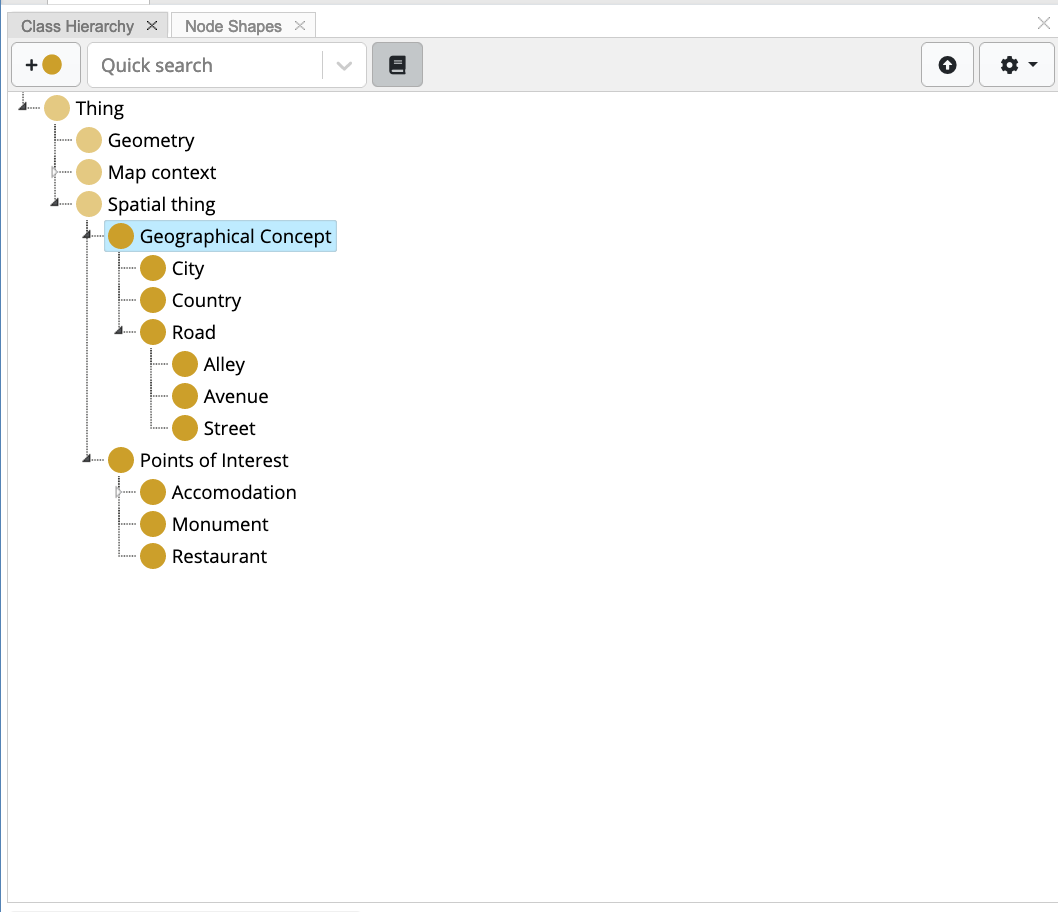 Class Hierarchy Node Shapes
Quick search
Thing
Geometry
Map context
Spatial thing
Geographical Concept
City
Country
Road
Alley
Avenue
Street
Points of Interest
Accomodation
Monument
Restaurant